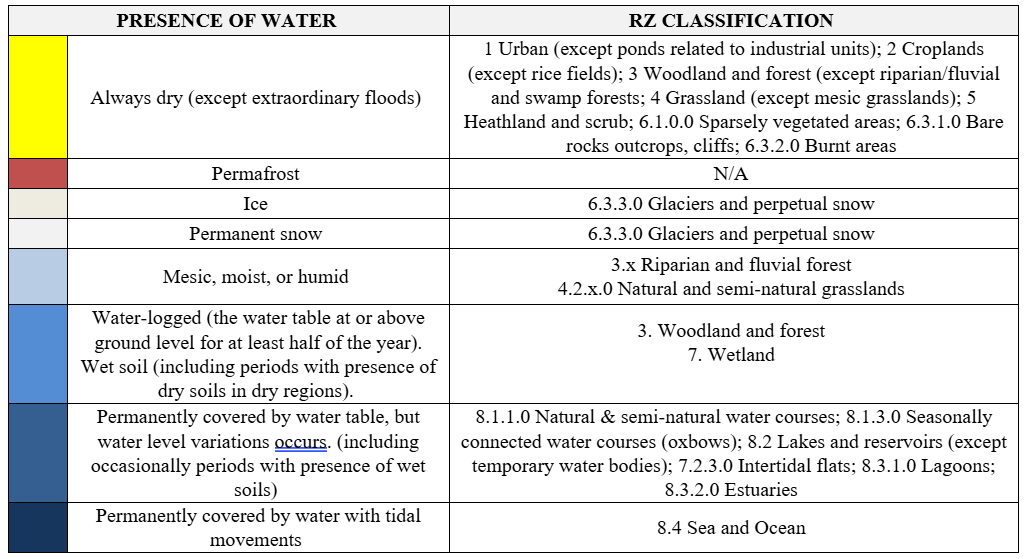 PRESENCE OF WATER
RZ CLASSIFICATION
Always dry (except extraordinary floods)
1 Urban (except ponds related to industrial units); 2 Croplands
(except rice fields); 3 Woodland and forest (except riparian/fluvial
and swamp forests; 4 Grassland (except mesic grasslands); 5
Heathland and scrub; 6.1.0.0 Sparsely vegetated areas; 6.3.1.0 Bare
rocks outcrops, cliffs; 6.3.2.0 Burnt areas
Permafrost
N/A
Ice
6.3.3.0 Glaciers and perpetual snow
Permanent snow
6.3.3.0 Glaciers and perpetual snow
Mesic, moist, or humid
3.x Riparian and fluvial forest
4.2.x.0 Natural and semi-natural grasslands
Water-logged (the water table at or above
ground level for at least half of the year).
Wet soil (including periods with presence of
dry soils in dry regions).
3. Woodland and forest
7. Wetland
Permanently covered by water table, but
water level variations occurs. (including
occasionally periods with presence of wet
soils)
8.1.1.0 Natural & semi-natural water courses; 8.1.3.0 Seasonally
connected water courses (oxbows); 8.2 Lakes and reservoirs (except
temporary water bodies); 7.2.3.0 Intertidal flats; 8.3.1.0 Lagoons;
8.3.2.0 Estuaries
Permanently covered by water with tidal
movements
8.4 Sea and Ocean